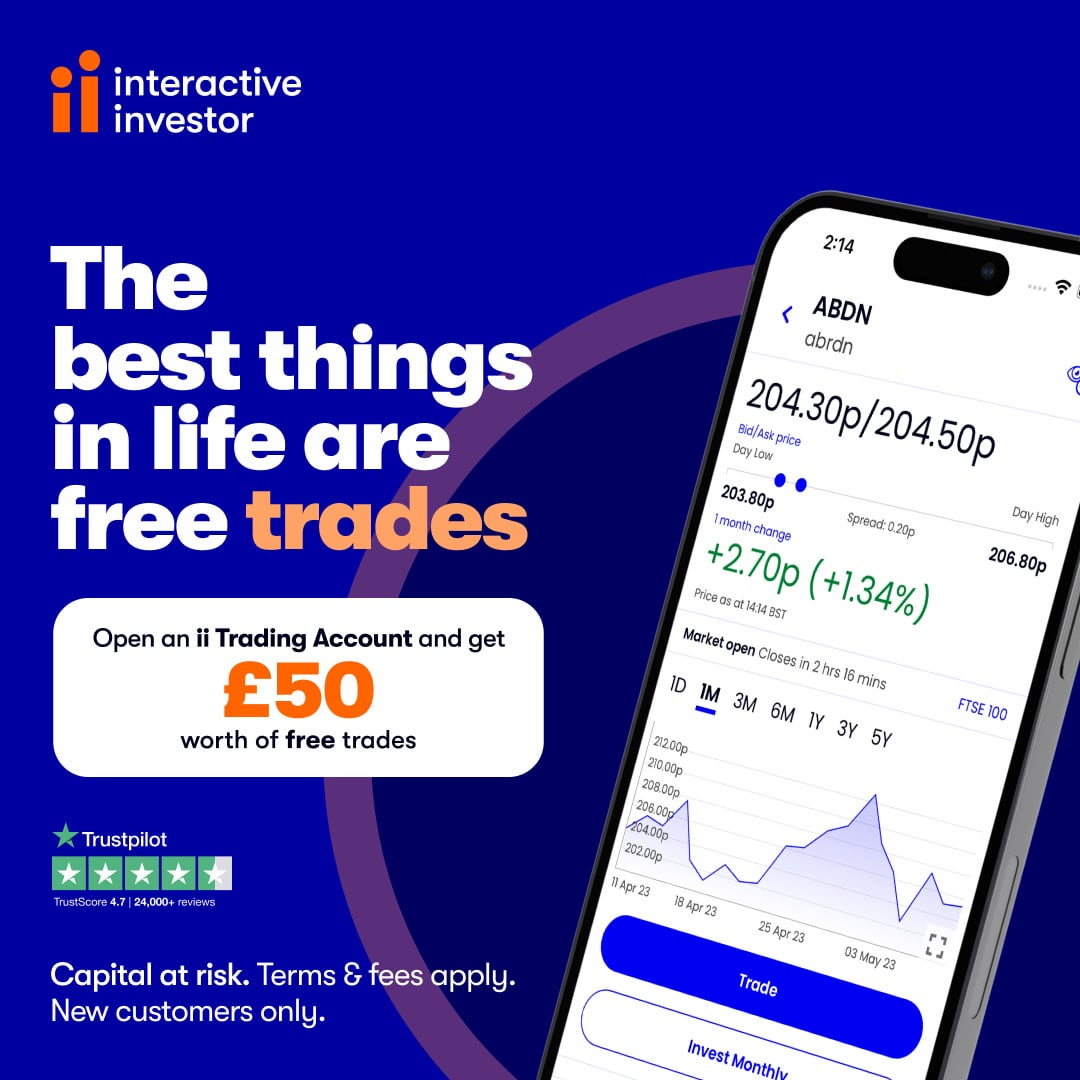 interactive
investor
The
best things
in life are
free trades
Open an ii Trading Account and get
£50
worth of free trades
Trustpilot
TrustScore 4.7 | 24,000+ reviews
Capital at risk. Terms & fees apply.
New customers only.
2:14
ABDN
abrdn
204.30p/204.50p
Bid/Ask price
Day Low
Day High
203.80p
Spread: 0.20p
206.80p
1 month change
+2.70p (+1.34%)
Price as at 14:14 BST
Market open Closes in 2 hrs 16 mins
FTSE 100
1D 1M 3M 6M 1Y 3Y 5Y
212.00p
210.00p
208.00p
206.00p
204.00p
202.00p
11 Apr 23 18 Apr 23 25 Apr 23 03 May 23
Trade
Invest Monthly